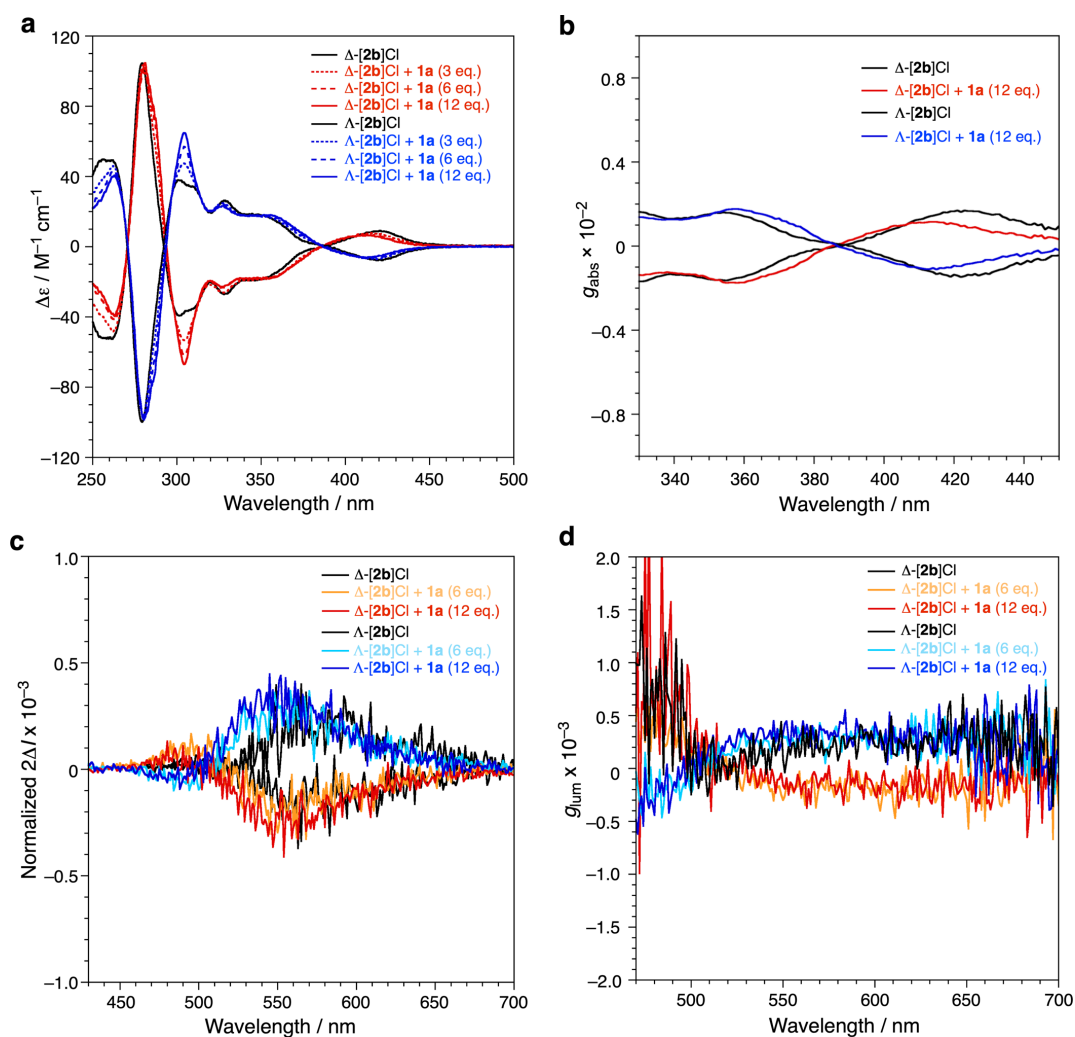 a
120
80
40
0
−40
−80
−120
Δε / M−1 cm−1
250
300
350
400
450
500
Wavelength / nm
Δ-[2b]Cl
Δ-[2b]Cl + 1a (3 eq.)
Δ-[2b]Cl + 1a (6 eq.)
Δ-[2b]Cl + 1a (12 eq.)
Λ-[2b]Cl
Λ-[2b]Cl + 1a (3 eq.)
Λ-[2b]Cl + 1a (6 eq.)
Λ-[2b]Cl + 1a (12 eq.)
b
0.8
0.4
0
−0.4
−0.8
gabs × 10−2
340
360
380
400
420
440
Wavelength / nm
Δ-[2b]Cl
Δ-[2b]Cl + 1a (12 eq.)
Λ-[2b]Cl
Λ-[2b]Cl + 1a (12 eq.)
c
1.0
0.5
0
−0.5
−1.0
Normalized 2ΔI x 10−3
450
500
550
600
650
700
Wavelength / nm
Δ-[2b]Cl
Δ-[2b]Cl + 1a (6 eq.)
Δ-[2b]Cl + 1a (12 eq.)
Λ-[2b]Cl
Λ-[2b]Cl + 1a (6 eq.)
Λ-[2b]Cl + 1a (12 eq.)
d
2.0
1.5
1.0
0.5
0
−0.5
−1.0
−1.5
−2.0
glum x 10−3
500
550
600
650
700
Wavelength / nm
Δ-[2b]Cl
Δ-[2b]Cl + 1a (6 eq.)
Δ-[2b]Cl + 1a (12 eq.)
Λ-[2b]Cl
Λ-[2b]Cl + 1a (6 eq.)
Λ-[2b]Cl + 1a (12 eq.)